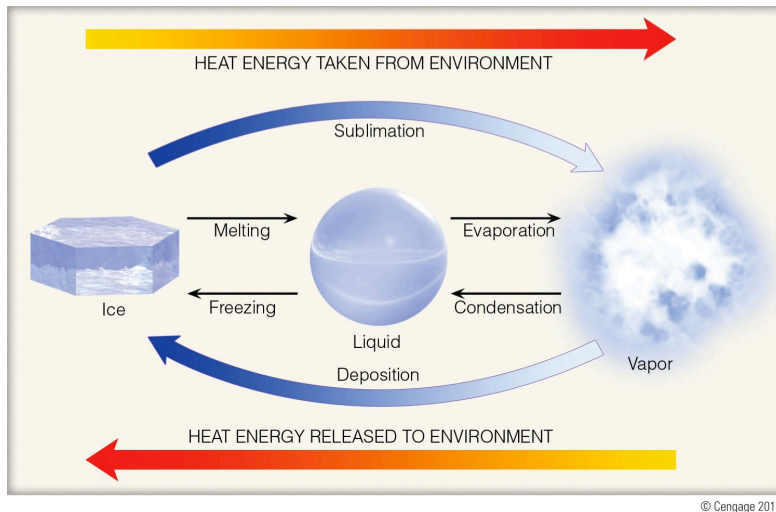 HEAT ENERGY TAKEN FROM ENVIRONMENT
Sublimation
Melting
Evaporation
Ice
Freezing
Condensation
Liquid
Vapor
Deposition
HEAT ENERGY RELEASED TO ENVIRONMENT
© Cengage 201